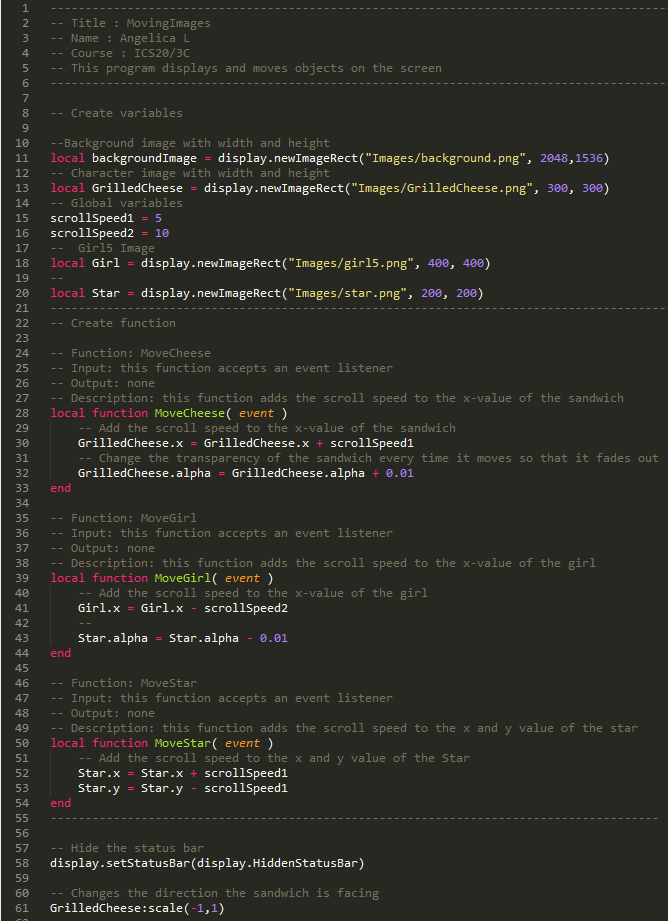 1 --------------------------------------------------------------------------------
2 -- Title : MovingImages
3 -- Name : Angelica L
4 -- Course : ICS20/3C
5 -- This program displays and moves objects on the screen
6 --------------------------------------------------------------------------------
7
8 -- Create variables
9
10 --Background image with width and height
11 local backgroundImage = display.newImageRect("Images/background.png", 2048,1536)
12 -- Character image with width and height
13 local GrilledCheese = display.newImageRect("Images/GrilledCheese.png", 300, 300)
14 -- Global variables
15 scrollSpeed1 = 5
16 scrollSpeed2 = 10
17 --  Girl5 Image
18 local Girl = display.newImageRect("Images/girl5.png", 400, 400)
19 --
20 local Star = display.newImageRect("Images/star.png", 200, 200)
21 --------------------------------------------------------------------------------
22 -- Create function
23
24 -- Function: MoveCheese
25 -- Input: this function accepts an event listener
26 -- Output: none
27 -- Description: this function adds the scroll speed to the x-value of the sandwich
28 local function MoveCheese( event )
29     -- Add the scroll speed to the x-value of the sandwich
30     GrilledCheese.x = GrilledCheese.x + scrollSpeed1
31     -- Change the transparency of the sandwich every time it moves so that it fades out
32     GrilledCheese.alpha = GrilledCheese.alpha + 0.01
33 end
34
35 -- Function: MoveGirl
36 -- Input: this function accepts an event listener
37 -- Output: none
38 -- Description: this function adds the scroll speed to the x-value of the girl
39 local function MoveGirl( event )
40     -- Add the scroll speed to the x-value of the girl
41     Girl.x = Girl.x - scrollSpeed2
42     --
43     Star.alpha = Star.alpha - 0.01
44 end
45
46 -- Function: MoveStar
47 -- Input: this function accepts an event listener
48 -- Output: none
49 -- Description: this function adds the scroll speed to the x and y value of the star
50 local function MoveStar( event )
51     -- Add the scroll speed to the x and y value of the Star
52     Star.x = Star.x + scrollSpeed1
53     Star.y = Star.y - scrollSpeed1
54 end
55 --------------------------------------------------------------------------------
56
57 -- Hide the status bar
58 display.setStatusBar(display.HiddenStatusBar)
59
60 -- Changes the direction the sandwich is facing
61 GrilledCheese:scale(-1,1)